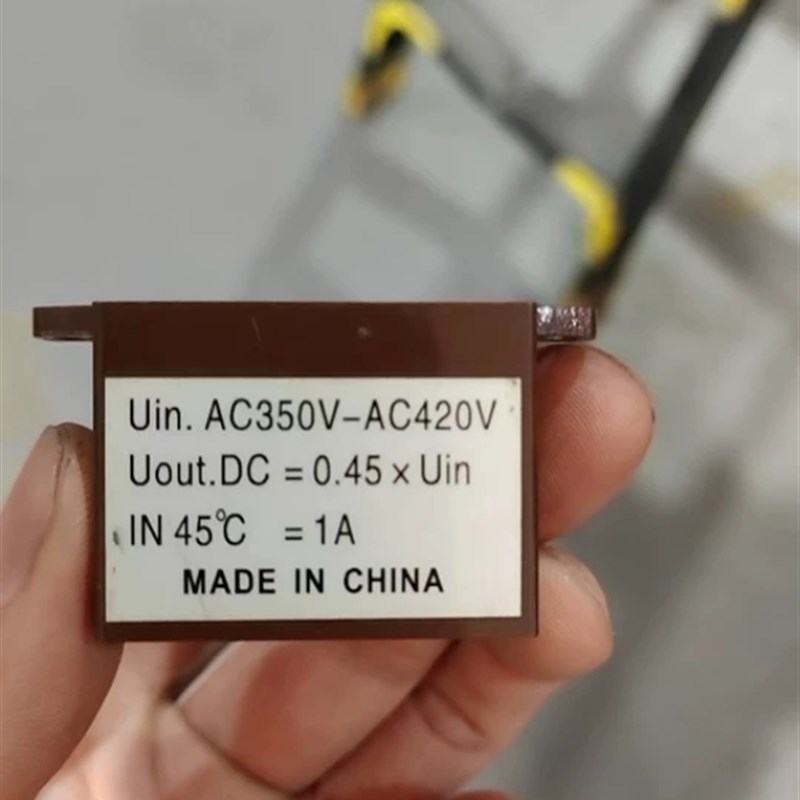 Uin. AC350V–AC420V
Uout.DC = 0.45 x Uin
IN 45℃ = 1A
MADE IN CHINA